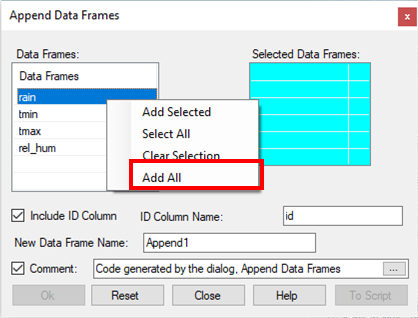 Append Data Frames
Data Frames:
Selected Data Frames:
Data Frames
rain
tmin
tmax
rel_hum
Add Selected
Select All
Clear Selection
Add All
Include ID Column
ID Column Name:
id
New Data Frame Name:
Append1
Comment:
Code generated by the dialog, Append Data Frames
...
Ok
Reset
Close
Help
To Script